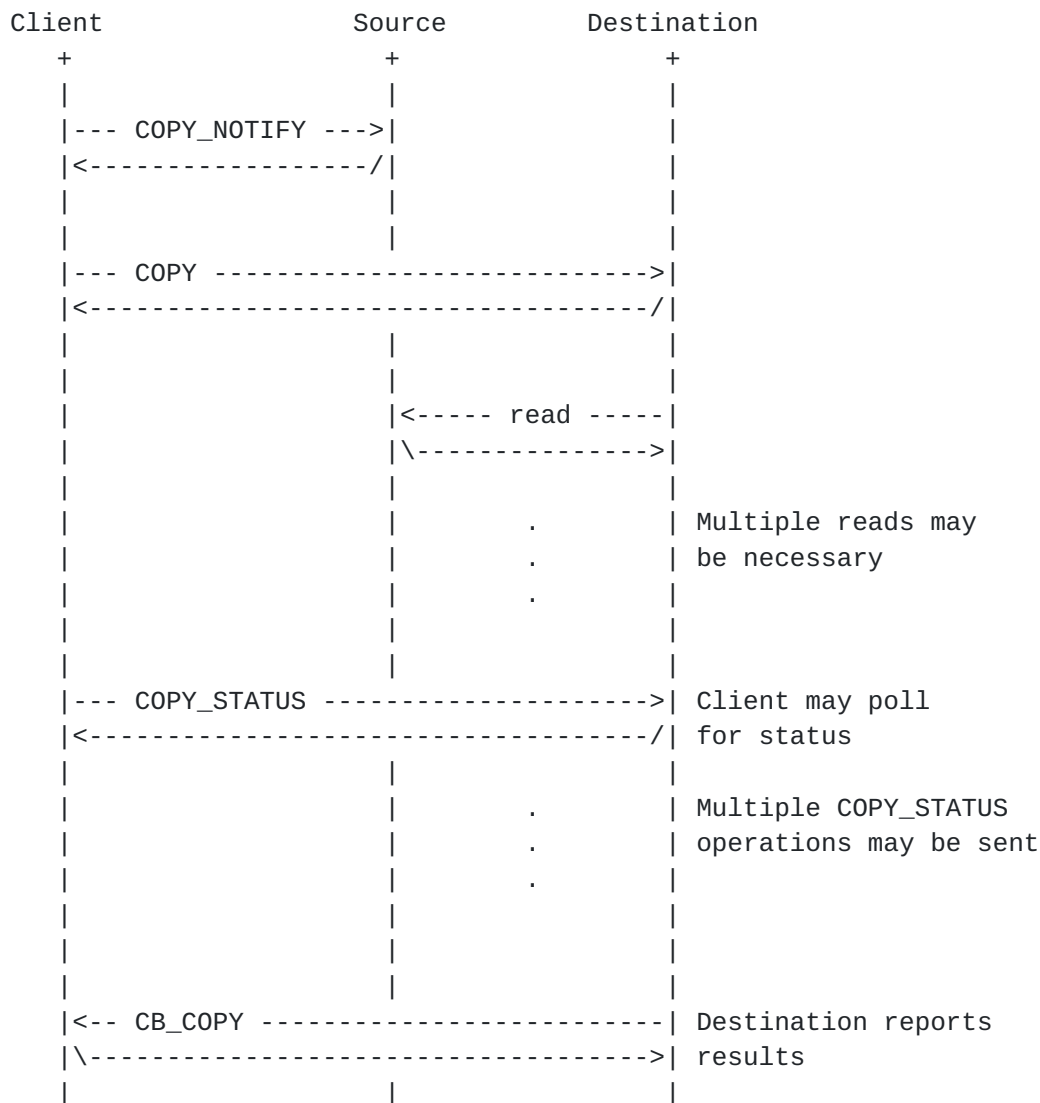 Client                Source         Destination
   +                    +                 +
   |                    |                 |
   |--- COPY_NOTIFY --->|                 |
   |<------------------/|                 |
   |                    |                 |
   |                    |                 |
   |--- COPY ---------------------------->|
   |<------------------------------------/|
   |                    |                 |
   |                    |                 |
   |                    |<----- read -----|
   |                    |\--------------->|
   |                    |                 |
   |                    |        .        | Multiple reads may
   |                    |        .        | be necessary
   |                    |        .        |
   |                    |                 |
   |                    |                 |
   |--- COPY_STATUS --------------------->| Client may poll
   |<------------------------------------/| for status
   |                    |                 |
   |                    |        .        | Multiple COPY_STATUS
   |                    |        .        | operations may be sent
   |                    |        .        |
   |                    |                 |
   |                    |                 |
   |                    |                 |
   |<-- CB_COPY --------------------------| Destination reports
   |\------------------------------------>| results
   |                    |                 |